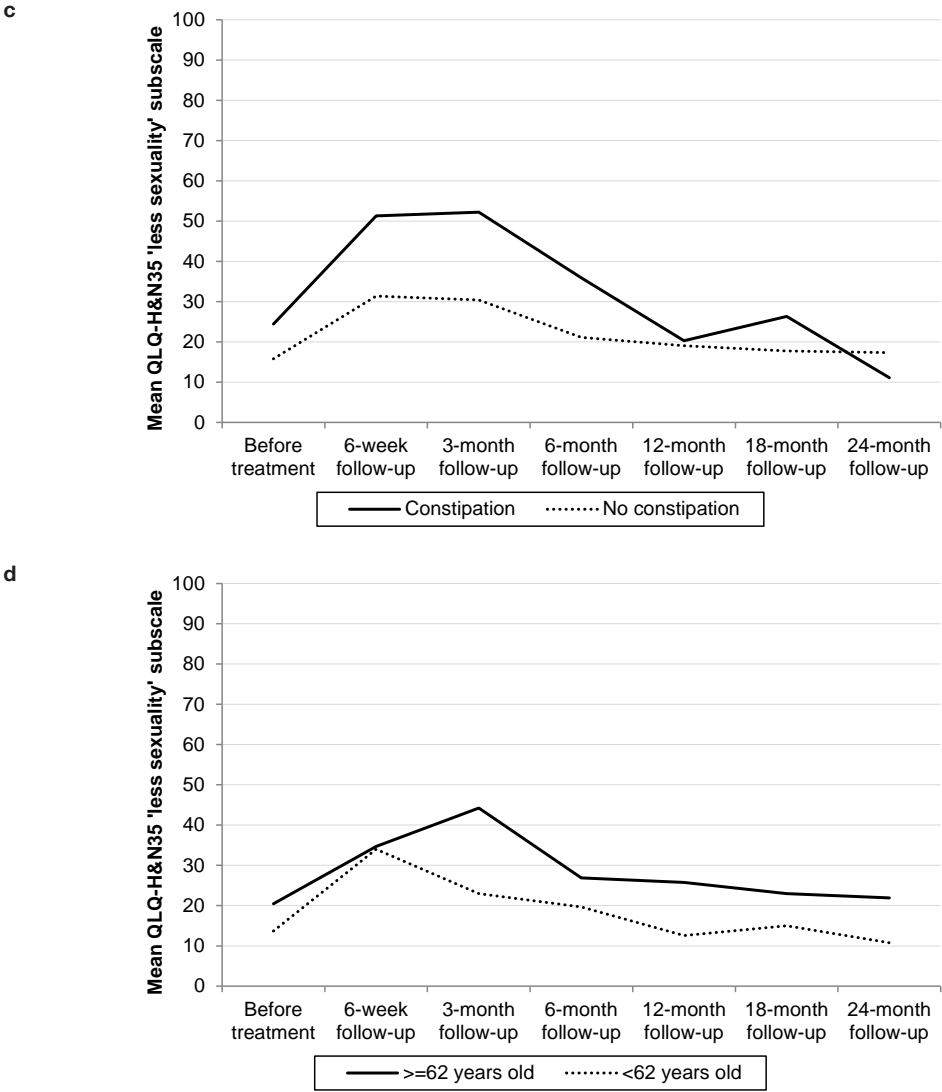 c
Mean QLQ-H&N35 'less sexuality' subscale
100
90
80
70
60
50
40
30
20
10
0
Before treatment
6-week follow-up
3-month follow-up
6-month follow-up
12-month follow-up
18-month follow-up
24-month follow-up
Constipation
No constipation
d
Mean QLQ-H&N35 'less sexuality' subscale
100
90
80
70
60
50
40
30
20
10
0
Before treatment
6-week follow-up
3-month follow-up
6-month follow-up
12-month follow-up
18-month follow-up
24-month follow-up
>=62 years old
<62 years old